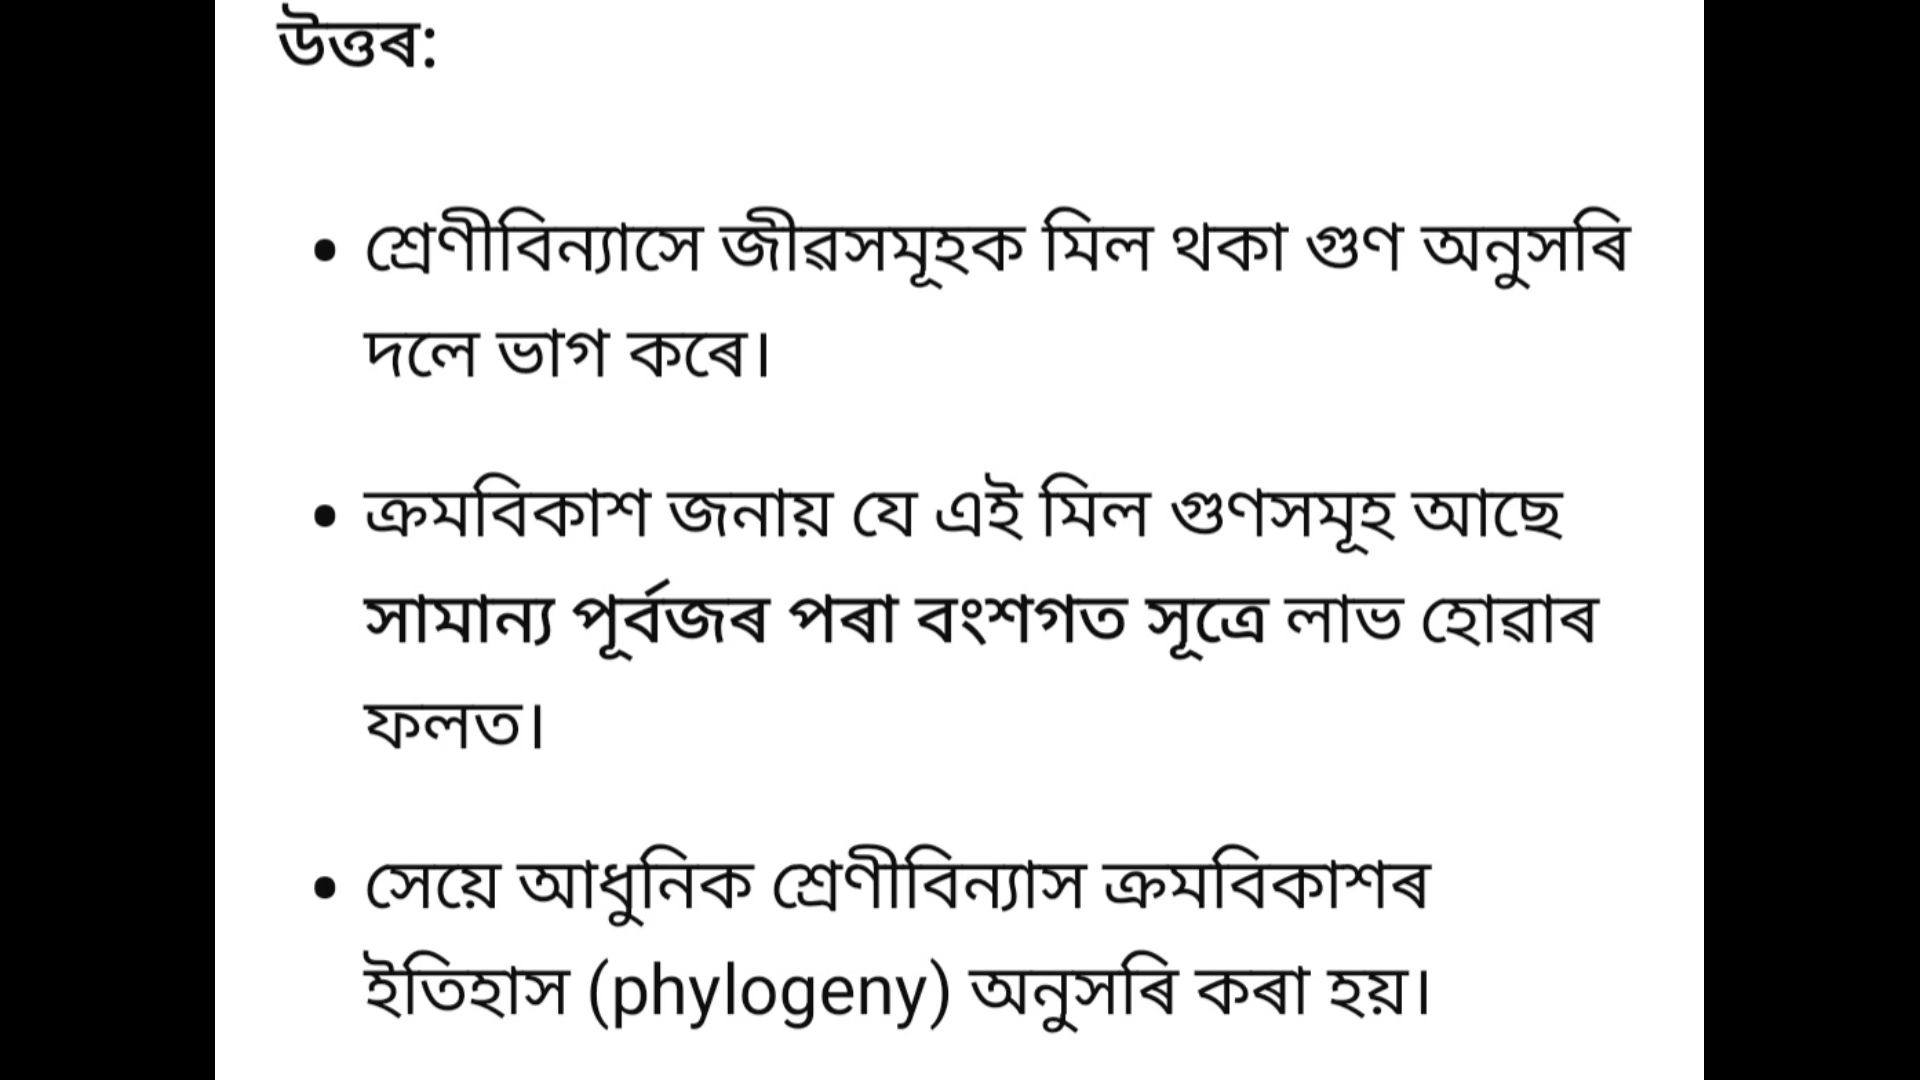 উত্তৰ:
• শ্ৰেণীবিন্যাসে জীৱসমূহক মিল থকা গুণ অনুসৰি
দলে ভাগ কৰে।
• ক্ৰমবিকাশ জনায় যে এই মিল গুণসমূহ আছে
সামান্য পূৰ্বজৰ পৰা বংশগত সূত্ৰে লাভ হোৱাৰ
ফলত।
• সেয়ে আধুনিক শ্ৰেণীবিন্যাস ক্ৰমবিকাশৰ
ইতিহাস (phylogeny) অনুসৰি কৰা হয়।